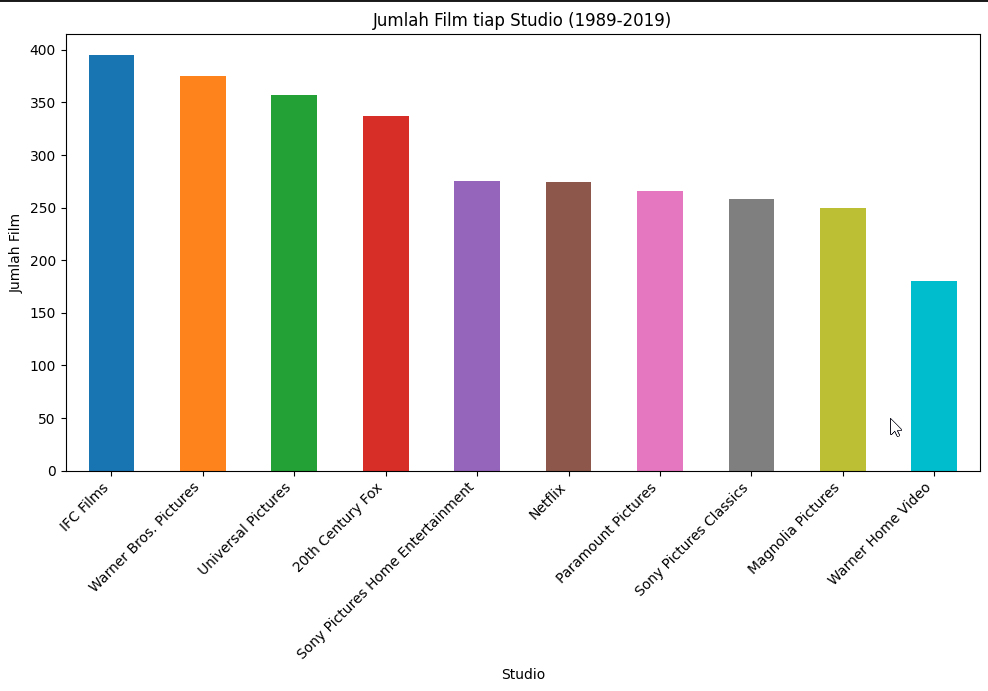 Jumlah Film tiap Studio (1989-2019)
Jumlah Film
400
350
300
250
200
150
100
50
0
IFC Films
Warner Bros. Pictures
Universal Pictures
20th Century Fox
Sony Pictures Home Entertainment
Netflix
Paramount Pictures
Sony Pictures Classics
Magnolia Pictures
Warner Home Video
Studio